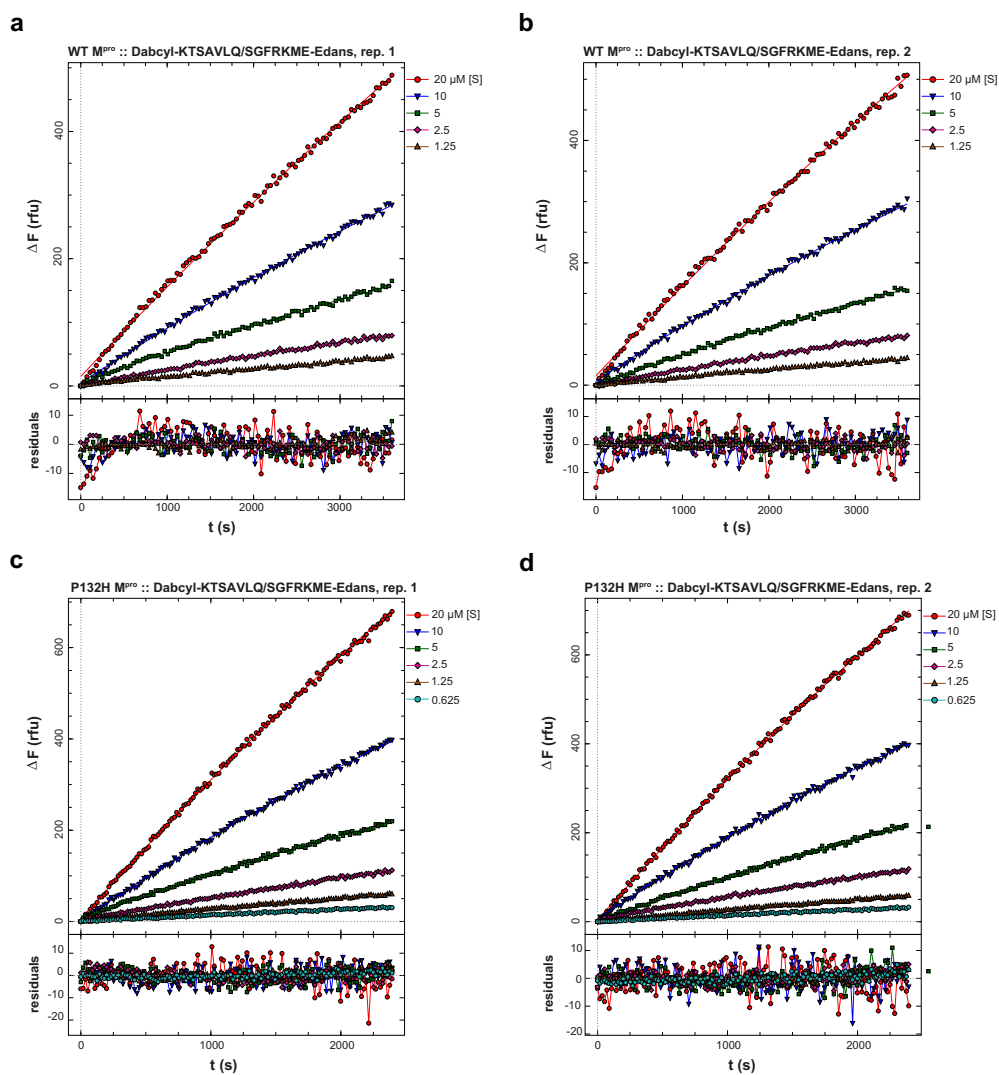 a
WT Mᵖʳᵒ :: Dabcyl-KTSAVLQ/SGFRKME-Edans, rep. 1
20 µM [S]
10
5
2.5
1.25
400
200
0
Δ F (rfu)
10
0
-10
residuals
0
1000
2000
3000
t (s)
b
WT Mᵖʳᵒ :: Dabcyl-KTSAVLQ/SGFRKME-Edans, rep. 2
20 µM [S]
10
5
2.5
1.25
400
200
0
Δ F (rfu)
10
0
-10
residuals
0
1000
2000
3000
t (s)
c
P132H Mᵖʳᵒ :: Dabcyl-KTSAVLQ/SGFRKME-Edans, rep. 1
20 µM [S]
10
5
2.5
1.25
0.625
600
400
200
0
Δ F (rfu)
10
0
-10
-20
residuals
0
1000
2000
t (s)
d
P132H Mᵖʳᵒ :: Dabcyl-KTSAVLQ/SGFRKME-Edans, rep. 2
20 µM [S]
10
5
2.5
1.25
0.625
600
400
200
0
Δ F (rfu)
10
0
-10
-20
residuals
0
1000
2000
t (s)